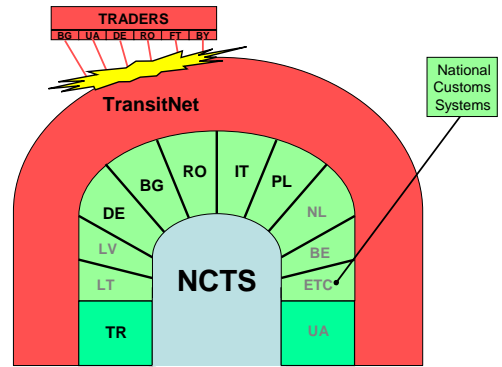 TRADERS
BG UA DE RO FT BY
National
Customs
Systems
TransitNet
RO IT
BG PL
DE NL
LV BE
LT ETC
NCTS
TR UA